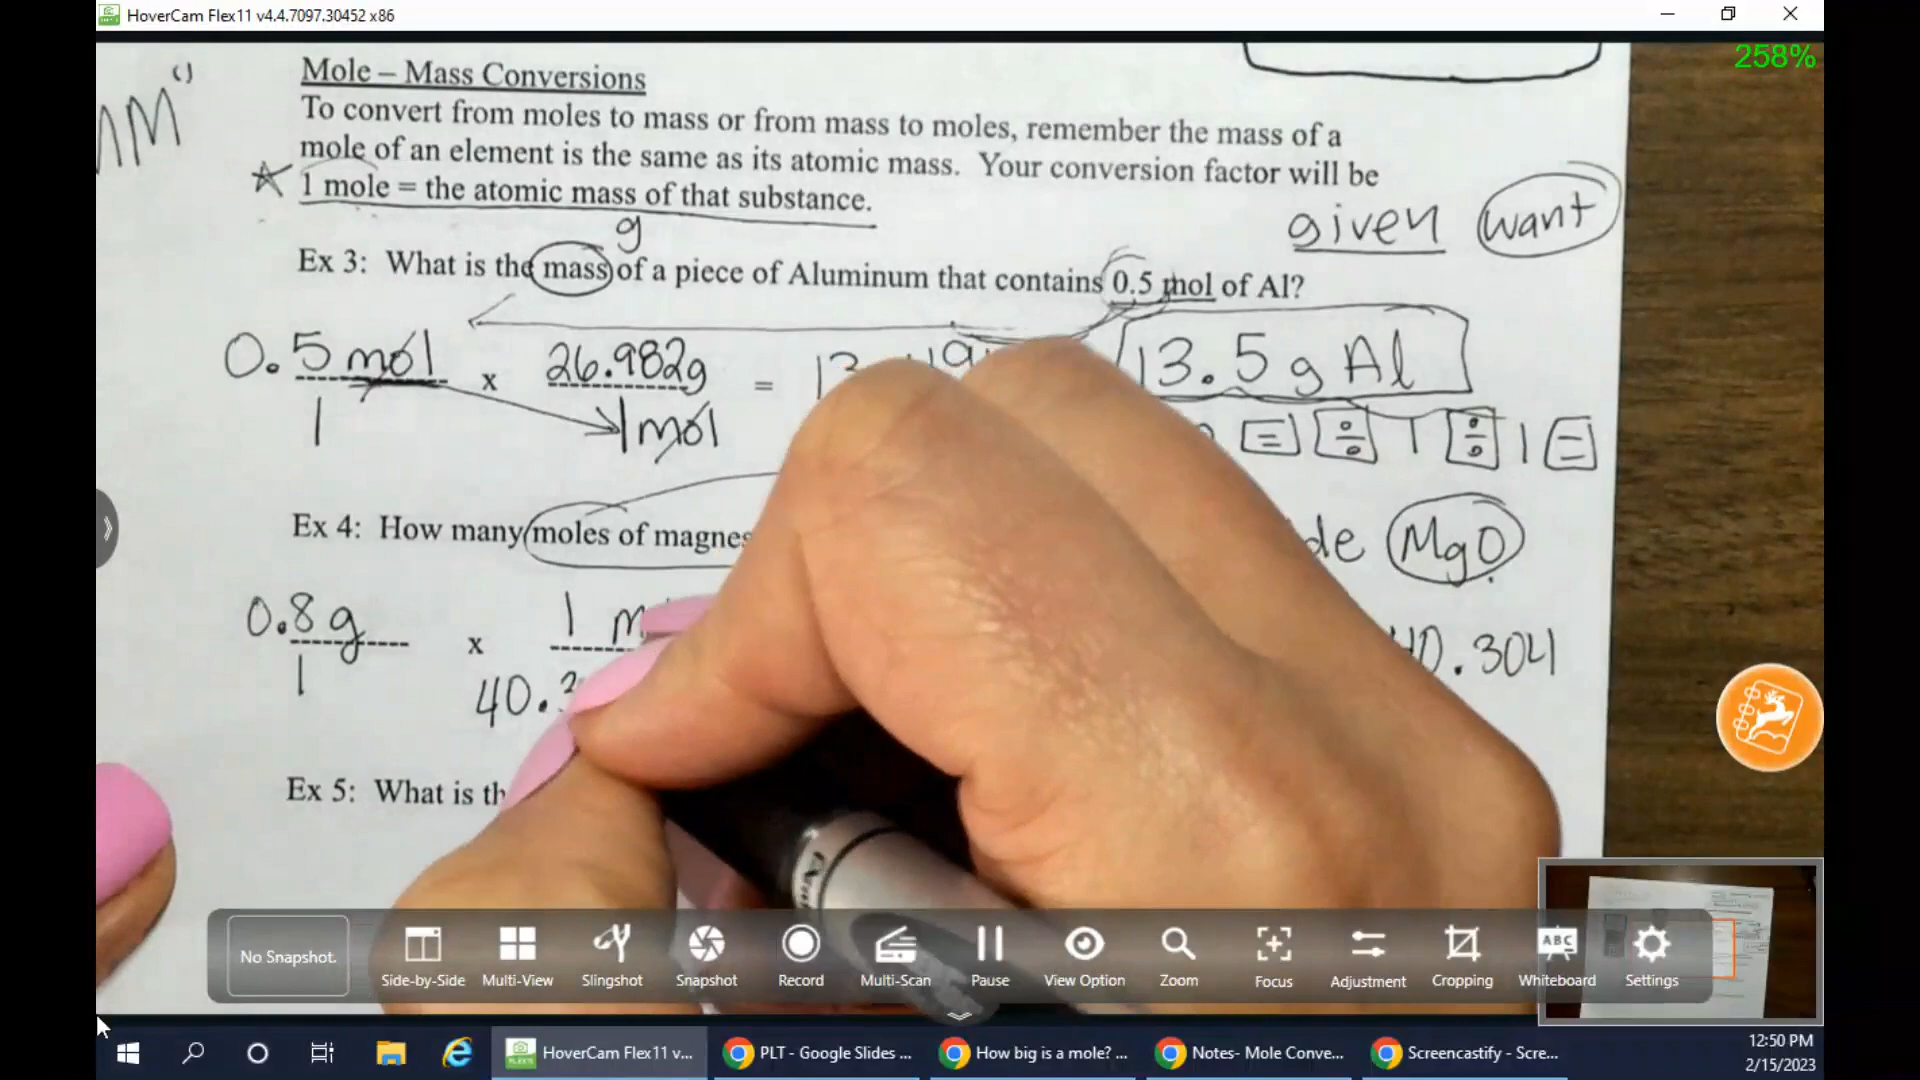 HoverCam Flex11 v4.4.7097.30452 x86
258%
Mole – Mass Conversions
To convert from moles to mass or from mass to moles, remember the mass of a
mole of an element is the same as its atomic mass. Your conversion factor will be
1 mole = the atomic mass of that substance.
g
given want
Ex 3: What is the mass of a piece of Aluminum that contains 0.5 mol of Al?
0.5 mol x 26.982g = 13.5 g Al
1 1mol
= ÷ 1 ÷ 1 =
Ex 4: How many moles of MgO
0.8g x 1
1 40.3
.304
Ex 5: What is
No Snapshot.
Side-by-Side Multi-View Slingshot Snapshot Record Multi-Scan Pause View Option Zoom Focus Adjustment Cropping Whiteboard Settings
ABC
HoverCam Flex11 v... PLT - Google Slides ... How big is a mole? ... Notes- Mole Conve... Screencastify - Scre...
12:50 PM
2/15/2023